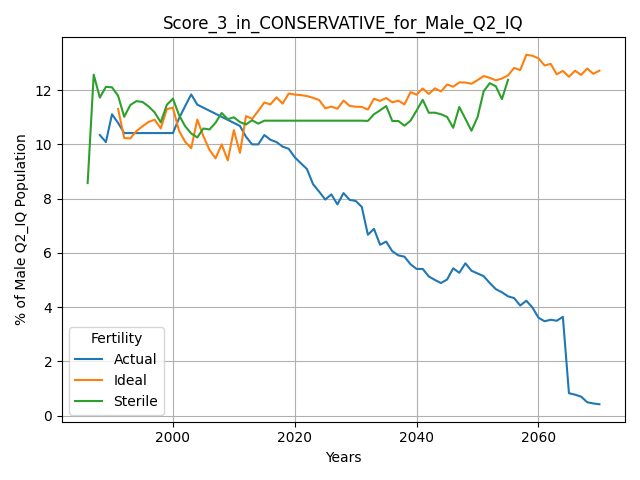 Score_3_in_CONSERVATIVE_for_Male_Q2_IQ
% of Male Q2_IQ Population
12
10
8
6
4
2
0
Fertility
Actual
Ideal
Sterile
2000
2020
2040
2060
Years